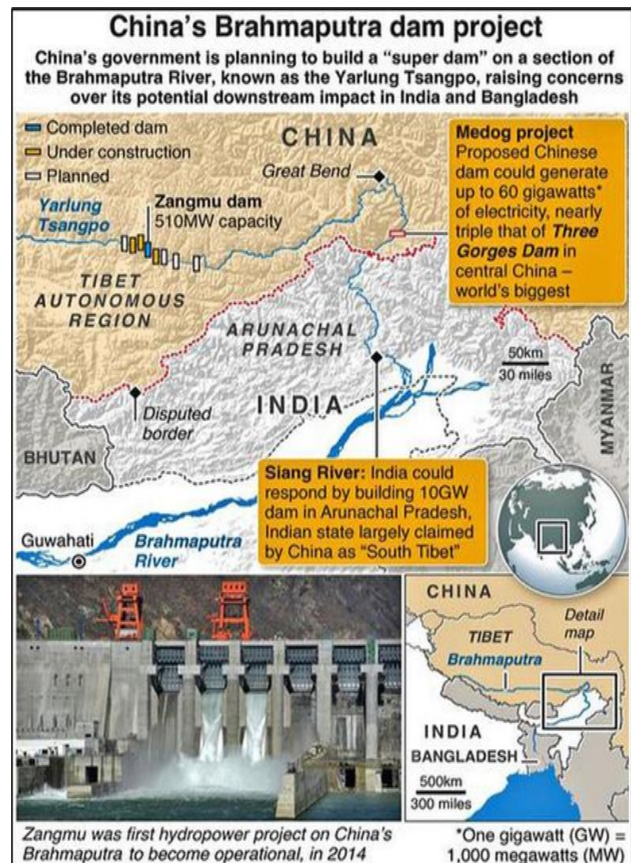 China's Brahmaputra dam project
China's government is planning to build a “super dam” on a section of
the Brahmaputra River, known as the Yarlung Tsangpo, raising concerns
over its potential downstream impact in India and Bangladesh
Completed dam
Under construction
Planned
CHINA
Great Bend
Medog project
Proposed Chinese
dam could generate
up to 60 gigawatts*
of electricity, nearly
triple that of Three
Gorges Dam in
central China –
world's biggest
Yarlung
Tsangpo
Zangmu dam
510MW capacity
TIBET
AUTONOMOUS
REGION
ARUNACHAL
PRADESH
50km
30 miles
INDIA
Disputed
border
BHUTAN
MYANMAR
Siang River: India could
respond by building 10GW
dam in Arunachal Pradesh,
Indian state largely claimed
by China as “South Tibet”
Guwahati
Brahmaputra
River
CHINA
Detail
map
TIBET
Brahmaputra
INDIA
BANGLADESH
500km
300 miles
Zangmu was first hydropower project on China's
Brahmaputra to become operational, in 2014
*One gigawatt (GW) =
1,000 megawatts (MW)